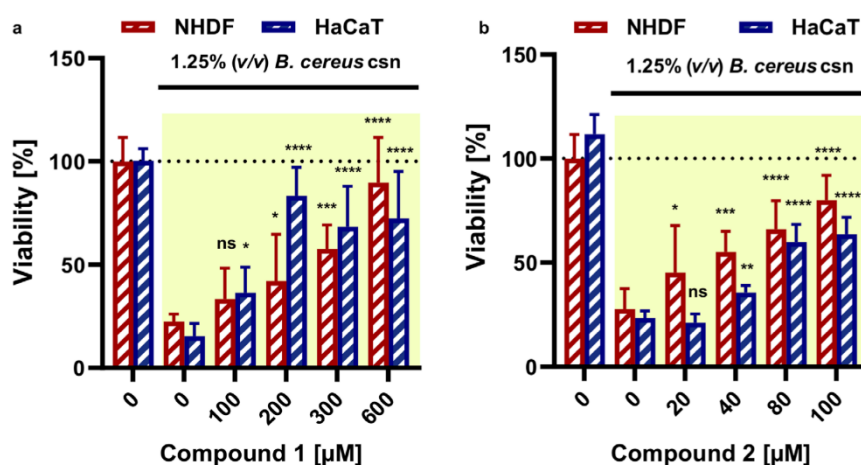 a
NHDF HaCaT
1.25% (v/v) B. cereus csn
Viability [%]
150
100
50
0
ns * * **** *** **** **** ****
0 0 100 200 300 600
Compound 1 [µM]
b
NHDF HaCaT
1.25% (v/v) B. cereus csn
Viability [%]
150
100
50
0
* ns *** ** **** **** **** ****
0 0 20 40 80 100
Compound 2 [µM]